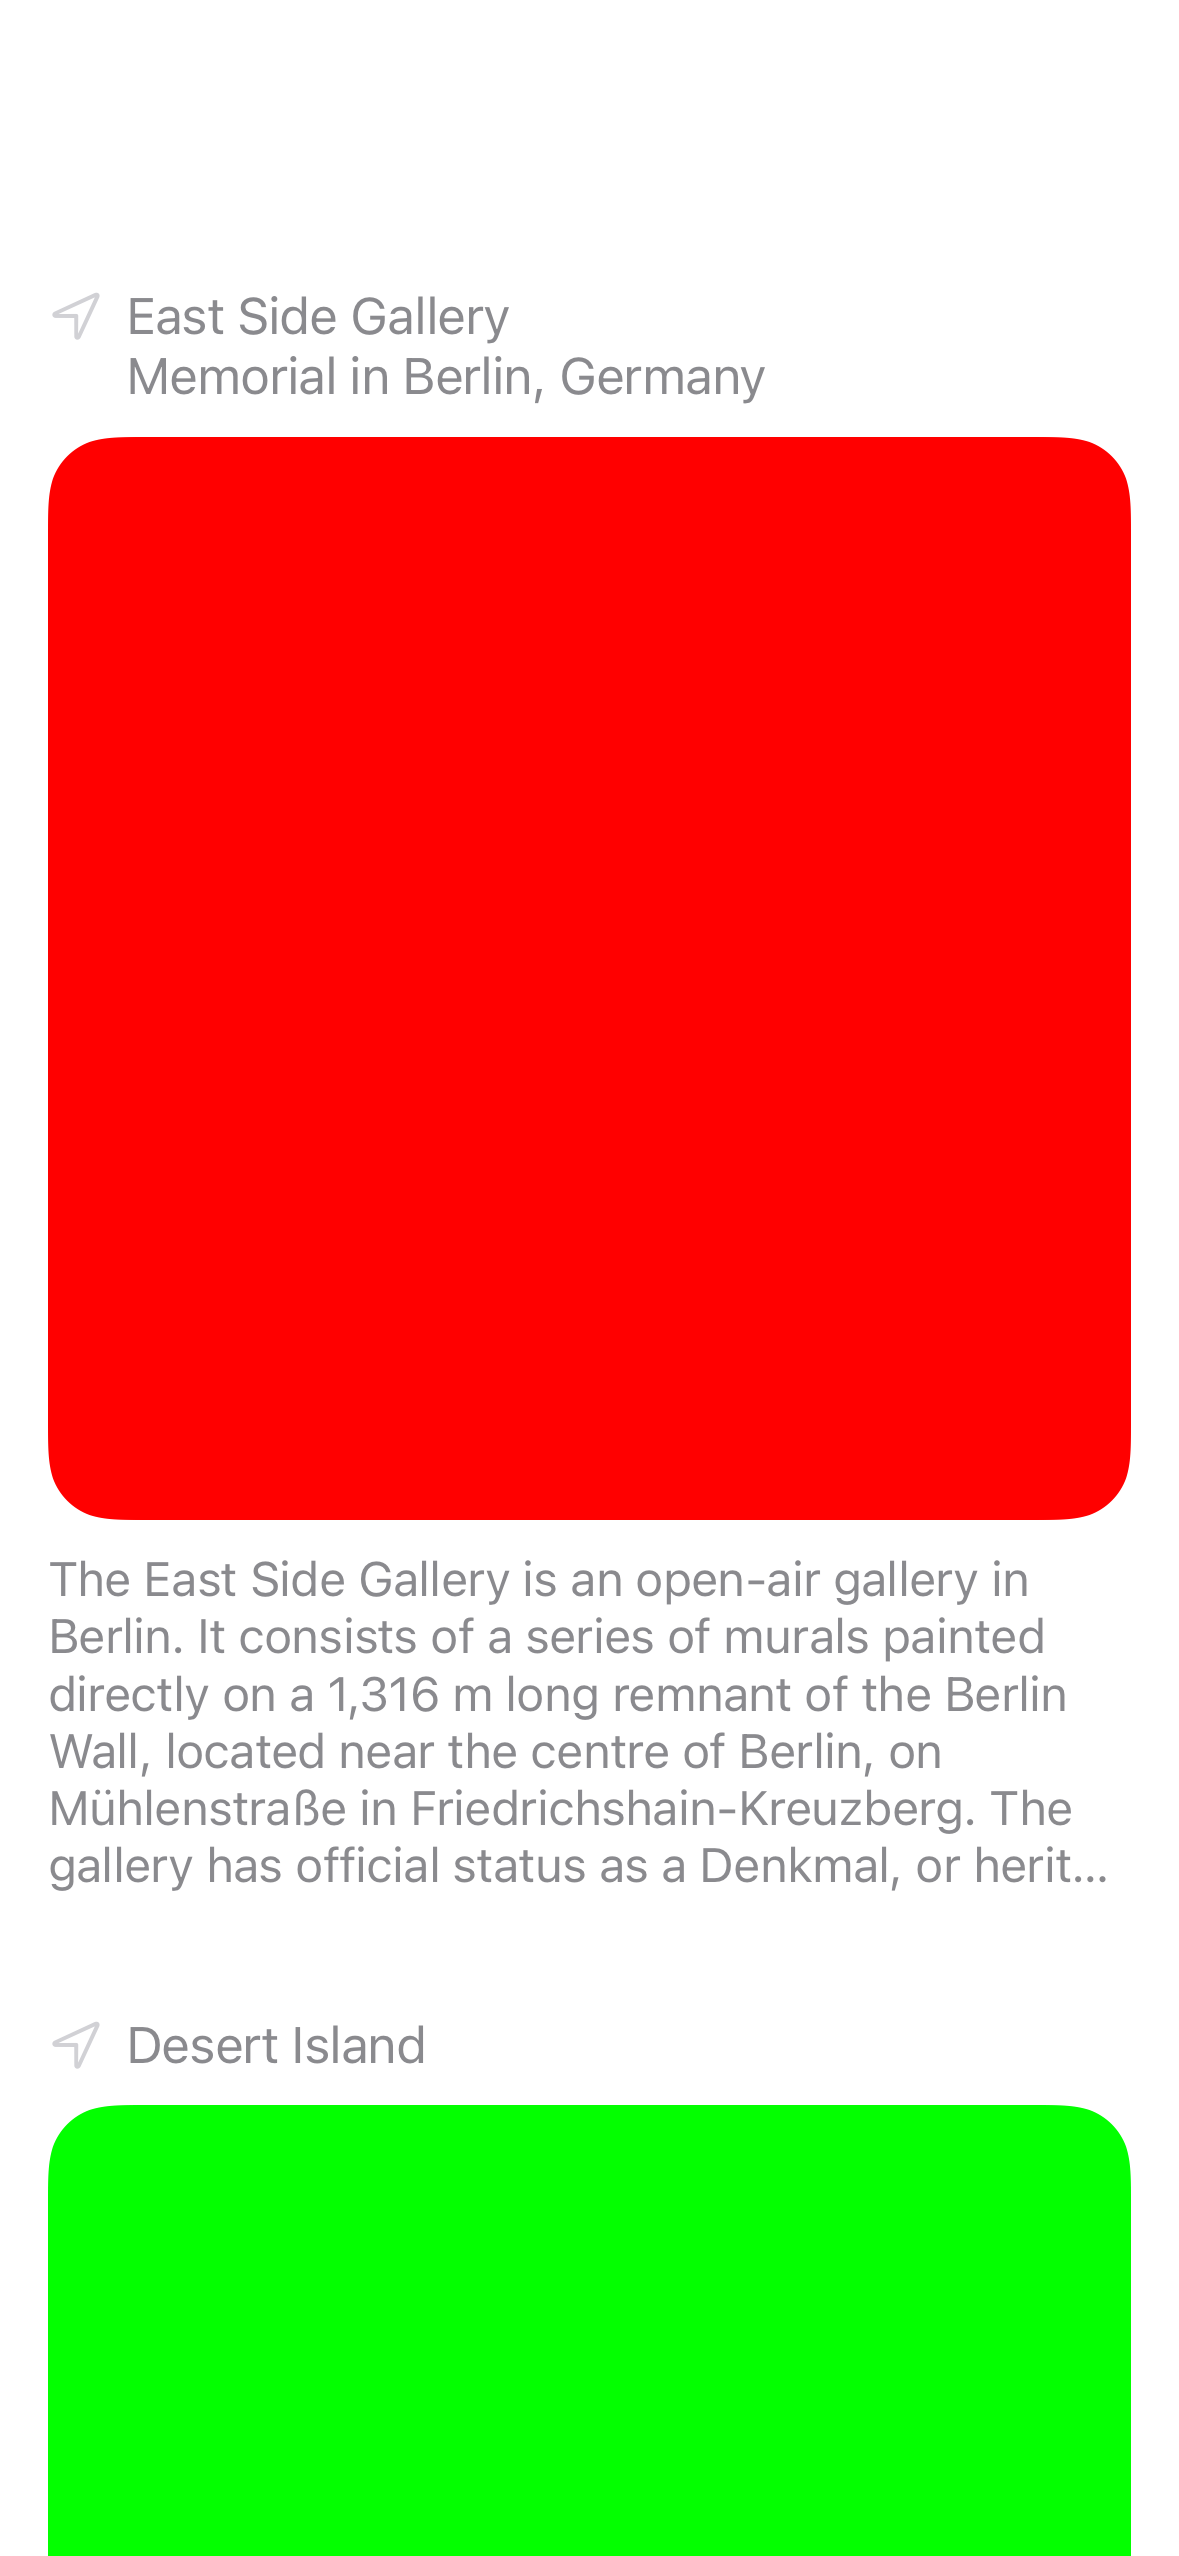 East Side Gallery
Memorial in Berlin, Germany
The East Side Gallery is an open-air gallery in
Berlin. It consists of a series of murals painted
directly on a 1,316 m long remnant of the Berlin
Wall, located near the centre of Berlin, on
Mühlenstraße in Friedrichshain-Kreuzberg. The
gallery has official status as a Denkmal, or herit...
Desert Island